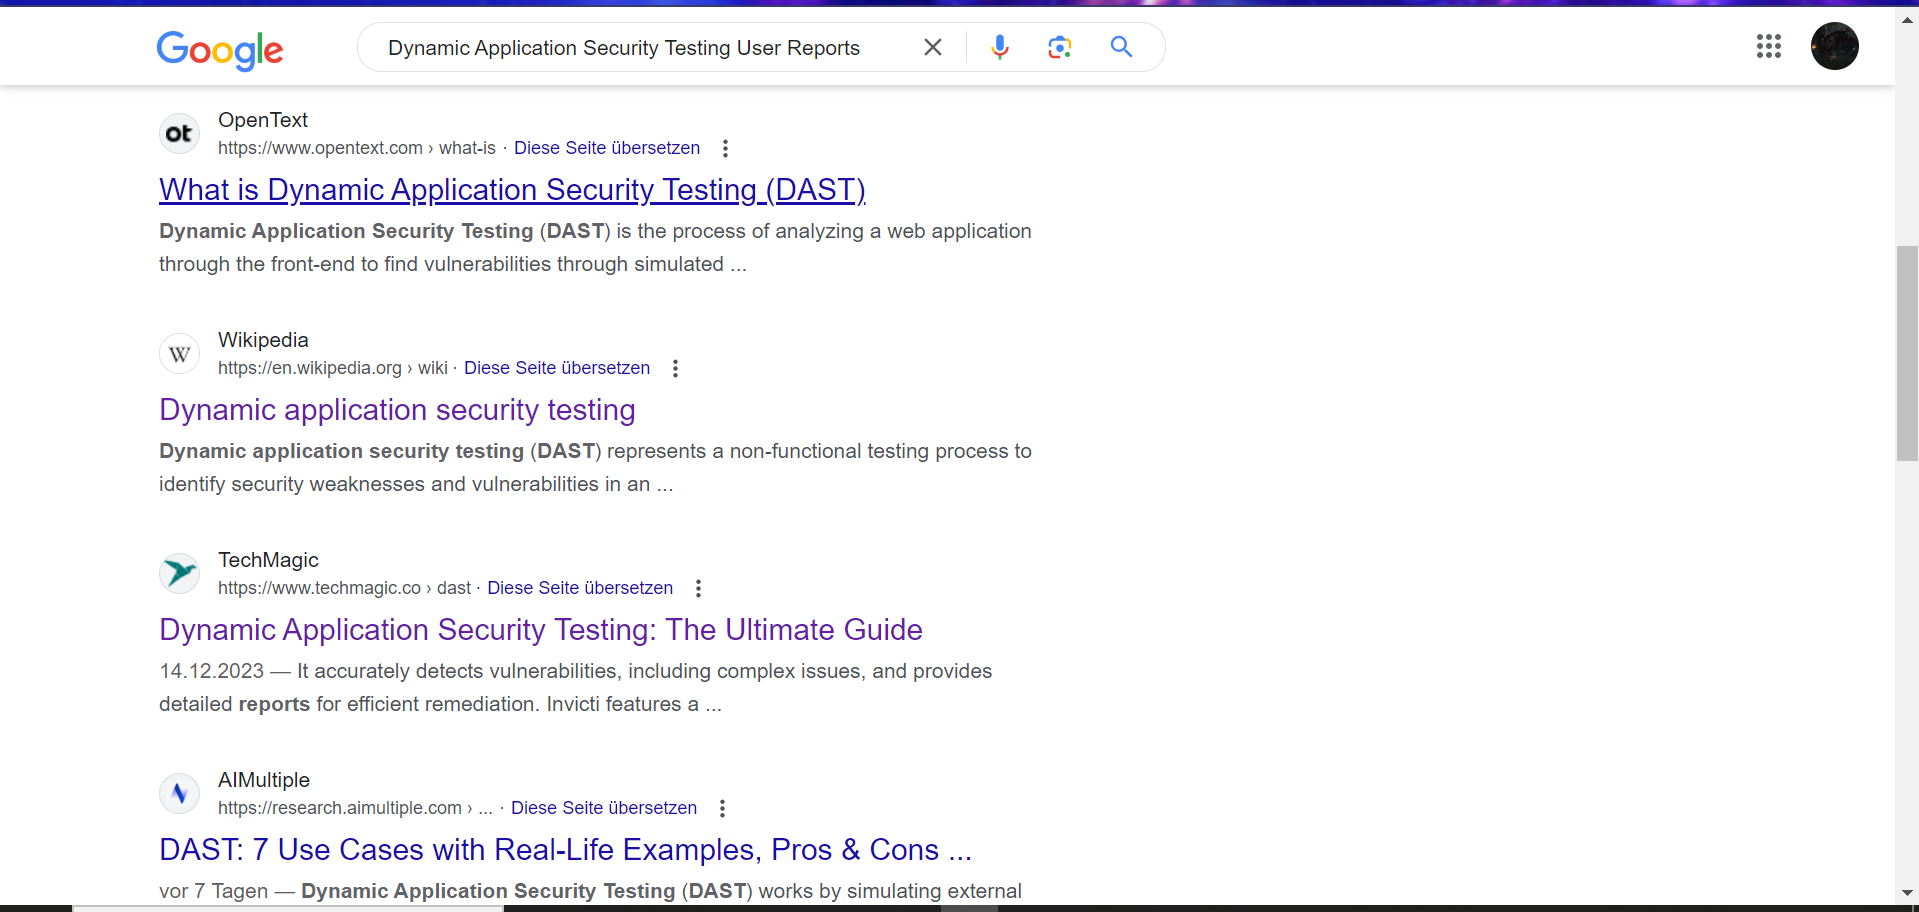 Google
Dynamic Application Security Testing User Reports
ot
OpenText
https://www.opentext.com › what-is · Diese Seite übersetzen
What is Dynamic Application Security Testing (DAST)
Dynamic Application Security Testing (DAST) is the process of analyzing a web application
through the front-end to find vulnerabilities through simulated ...
W
Wikipedia
https://en.wikipedia.org › wiki · Diese Seite übersetzen
Dynamic application security testing
Dynamic application security testing (DAST) represents a non-functional testing process to
identify security weaknesses and vulnerabilities in an ...
TechMagic
https://www.techmagic.co › dast · Diese Seite übersetzen
Dynamic Application Security Testing: The Ultimate Guide
14.12.2023 — It accurately detects vulnerabilities, including complex issues, and provides
detailed reports for efficient remediation. Invicti features a ...
AIMultiple
https://research.aimultiple.com › ... · Diese Seite übersetzen
DAST: 7 Use Cases with Real-Life Examples, Pros & Cons ...
vor 7 Tagen — Dynamic Application Security Testing (DAST) works by simulating external